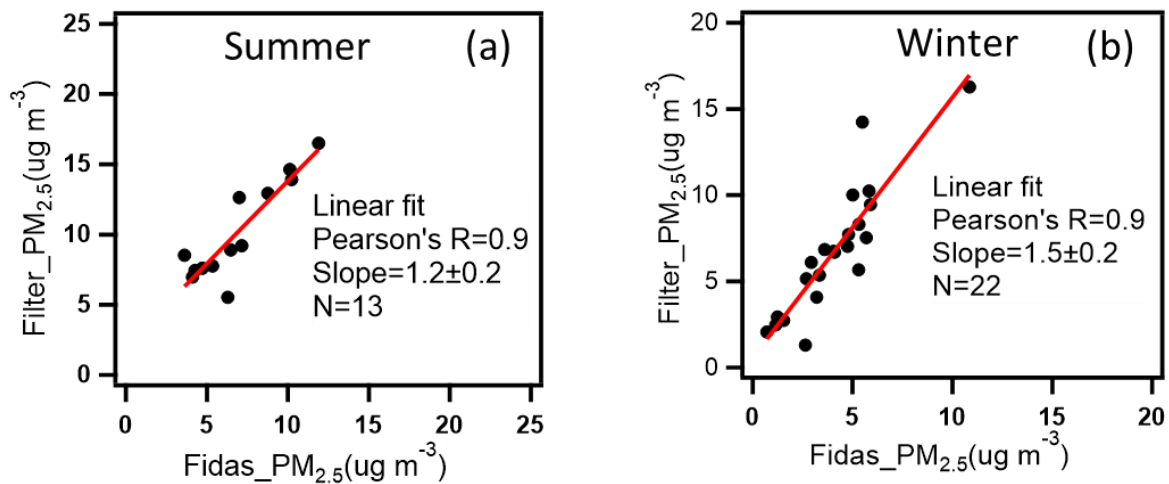 Summer (a)
25
20
15
10
5
0
Filter_PM2.5(ug m-3)
Linear fit
Pearson's R=0.9
Slope=1.2±0.2
N=13
0 5 10 15 20 25
Fidas_PM2.5(ug m-3)
Winter (b)
20
15
10
5
0
Filter_PM2.5(ug m-3)
Linear fit
Pearson's R=0.9
Slope=1.5±0.2
N=22
0 5 10 15 20
Fidas_PM2.5(ug m-3)